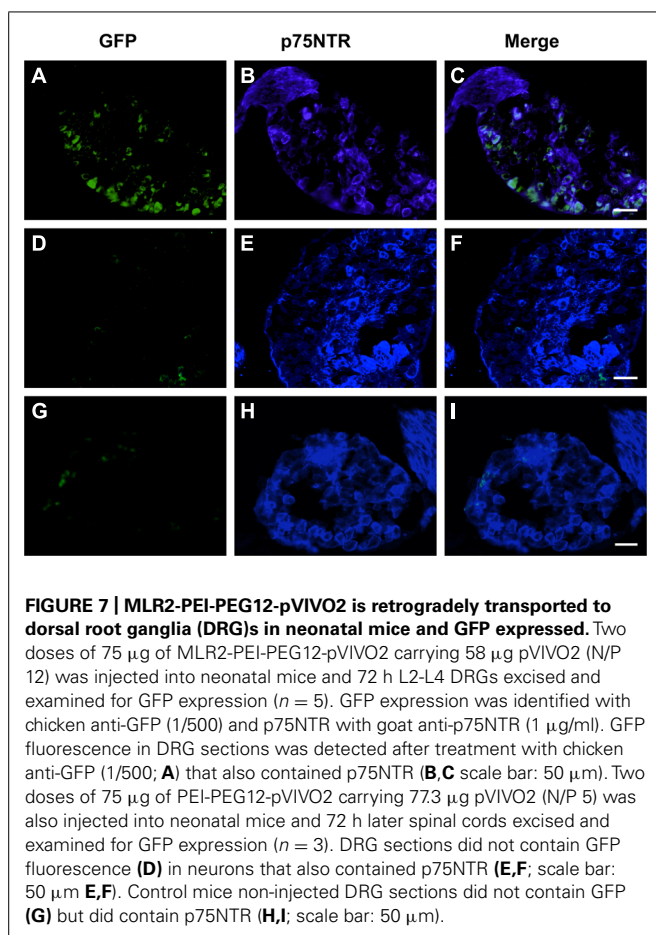 GFP p75NTR Merge
A B C
D E F
G H I
FIGURE 7 | MLR2-PEI-PEG12-pVIVO2 is retrogradely transported to
dorsal root ganglia (DRG)s in neonatal mice and GFP expressed. Two
doses of 75 μg of MLR2-PEI-PEG12-pVIVO2 carrying 58 μg pVIVO2 (N/P
12) was injected into neonatal mice and 72 h L2-L4 DRGs excised and
examined for GFP expression (n = 5). GFP expression was identified with
chicken anti-GFP (1/500) and p75NTR with goat anti-p75NTR (1 μg/ml). GFP
fluorescence in DRG sections was detected after treatment with chicken
anti-GFP (1/500; A) that also contained p75NTR (B,C scale bar: 50 μm). Two
doses of 75 μg of PEI-PEG12-pVIVO2 carrying 77.3 μg pVIVO2 (N/P 5) was
also injected into neonatal mice and 72 h later spinal cords excised and
examined for GFP expression (n = 3). DRG sections did not contain GFP
fluorescence (D) in neurons that also contained p75NTR (E,F; scale bar:
50 μm E,F). Control mice non-injected DRG sections did not contain GFP
(G) but did contain p75NTR (H,I; scale bar: 50 μm).